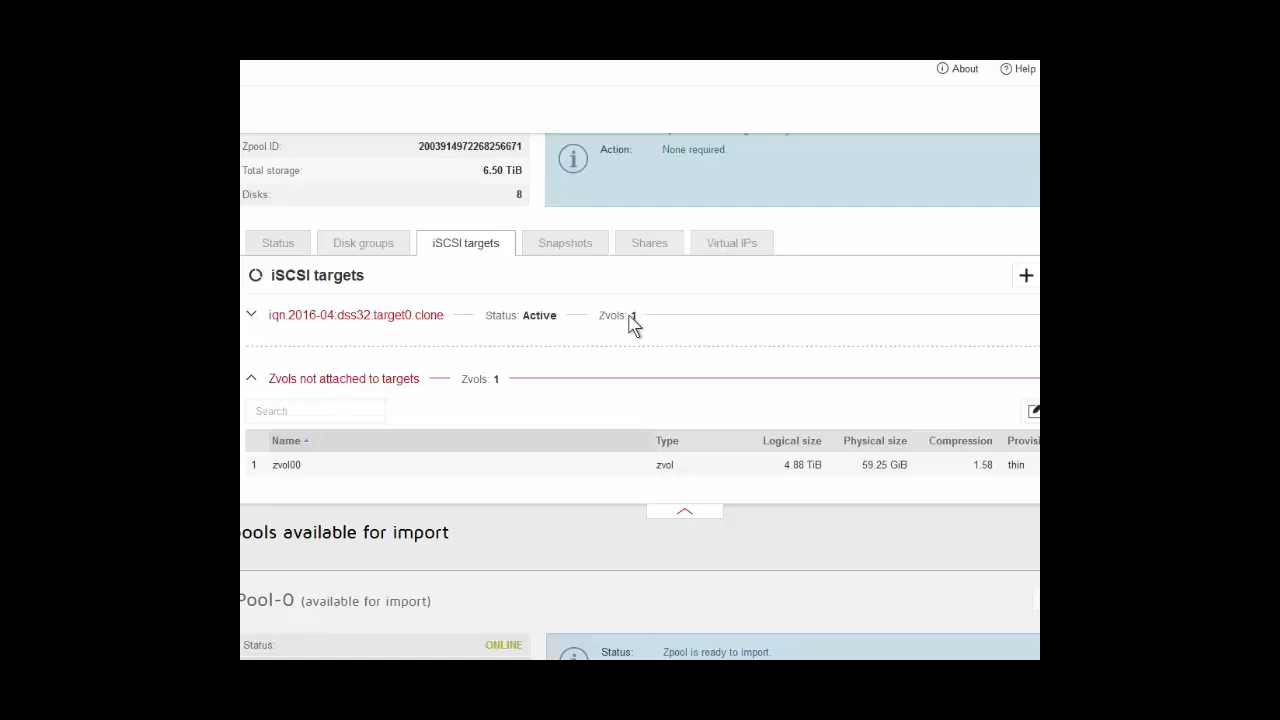 About Help
Zpool ID: 2003914972268256671
Action: None required.
Total storage: 6.50 TiB
Disks: 8
Status Disk groups iSCSI targets Snapshots Shares Virtual IPs
iSCSI targets
iqn.2016-04:dss32.target0.clone Status: Active Zvols: 1
Zvols not attached to targets Zvols: 1
Search
Name Type Logical size Physical size Compression Provisi
1 zvol00 zvol 4.88 TiB 59.25 GiB 1.58 thin
ools available for import
Pool-0 (available for import)
Status: ONLINE
Status: Zpool is ready to import.